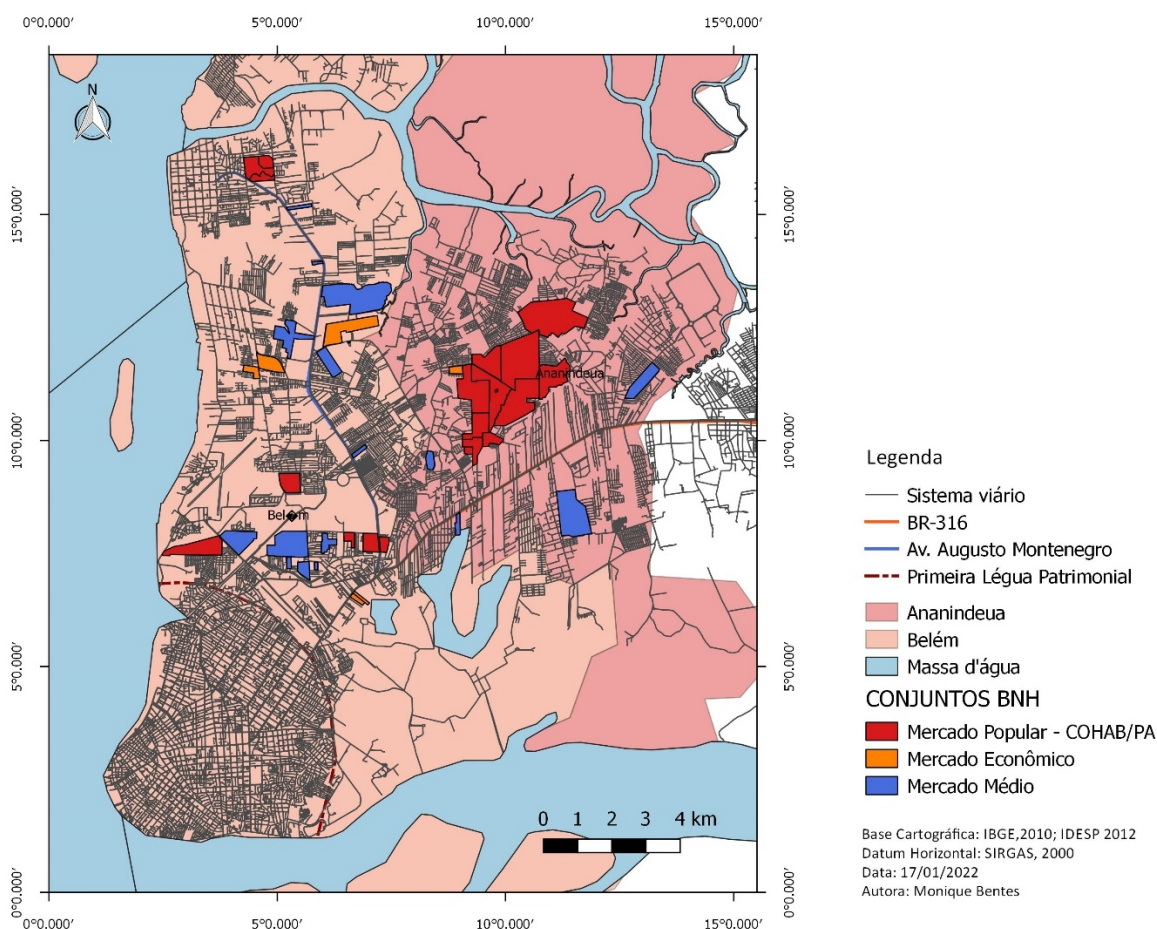 0°0.000′ 5°0.000′ 10°0.000′ 15°0.000′
N
15°0.000′ 15°0.000′
Ananindeua
10°0.000′ 10°0.000′
Bel�m
5°0.000′ 5°0.000′
0 1 2 3 4 km
0°0.000′ 0°0.000′
0°0.000′ 5°0.000′ 10°0.000′ 15°0.000′
Legenda
Sistema viário
BR-316
Av. Augusto Montenegro
Primeira Légua Patrimonial
Ananindeua
Belém
Massa d'água
CONJUNTOS BNH
Mercado Popular - COHAB/PA
Mercado Econômico
Mercado Médio
Base Cartográfica: IBGE,2010; IDESP 2012
Datum Horizontal: SIRGAS, 2000
Data: 17/01/2022
Autora: Monique Bentes